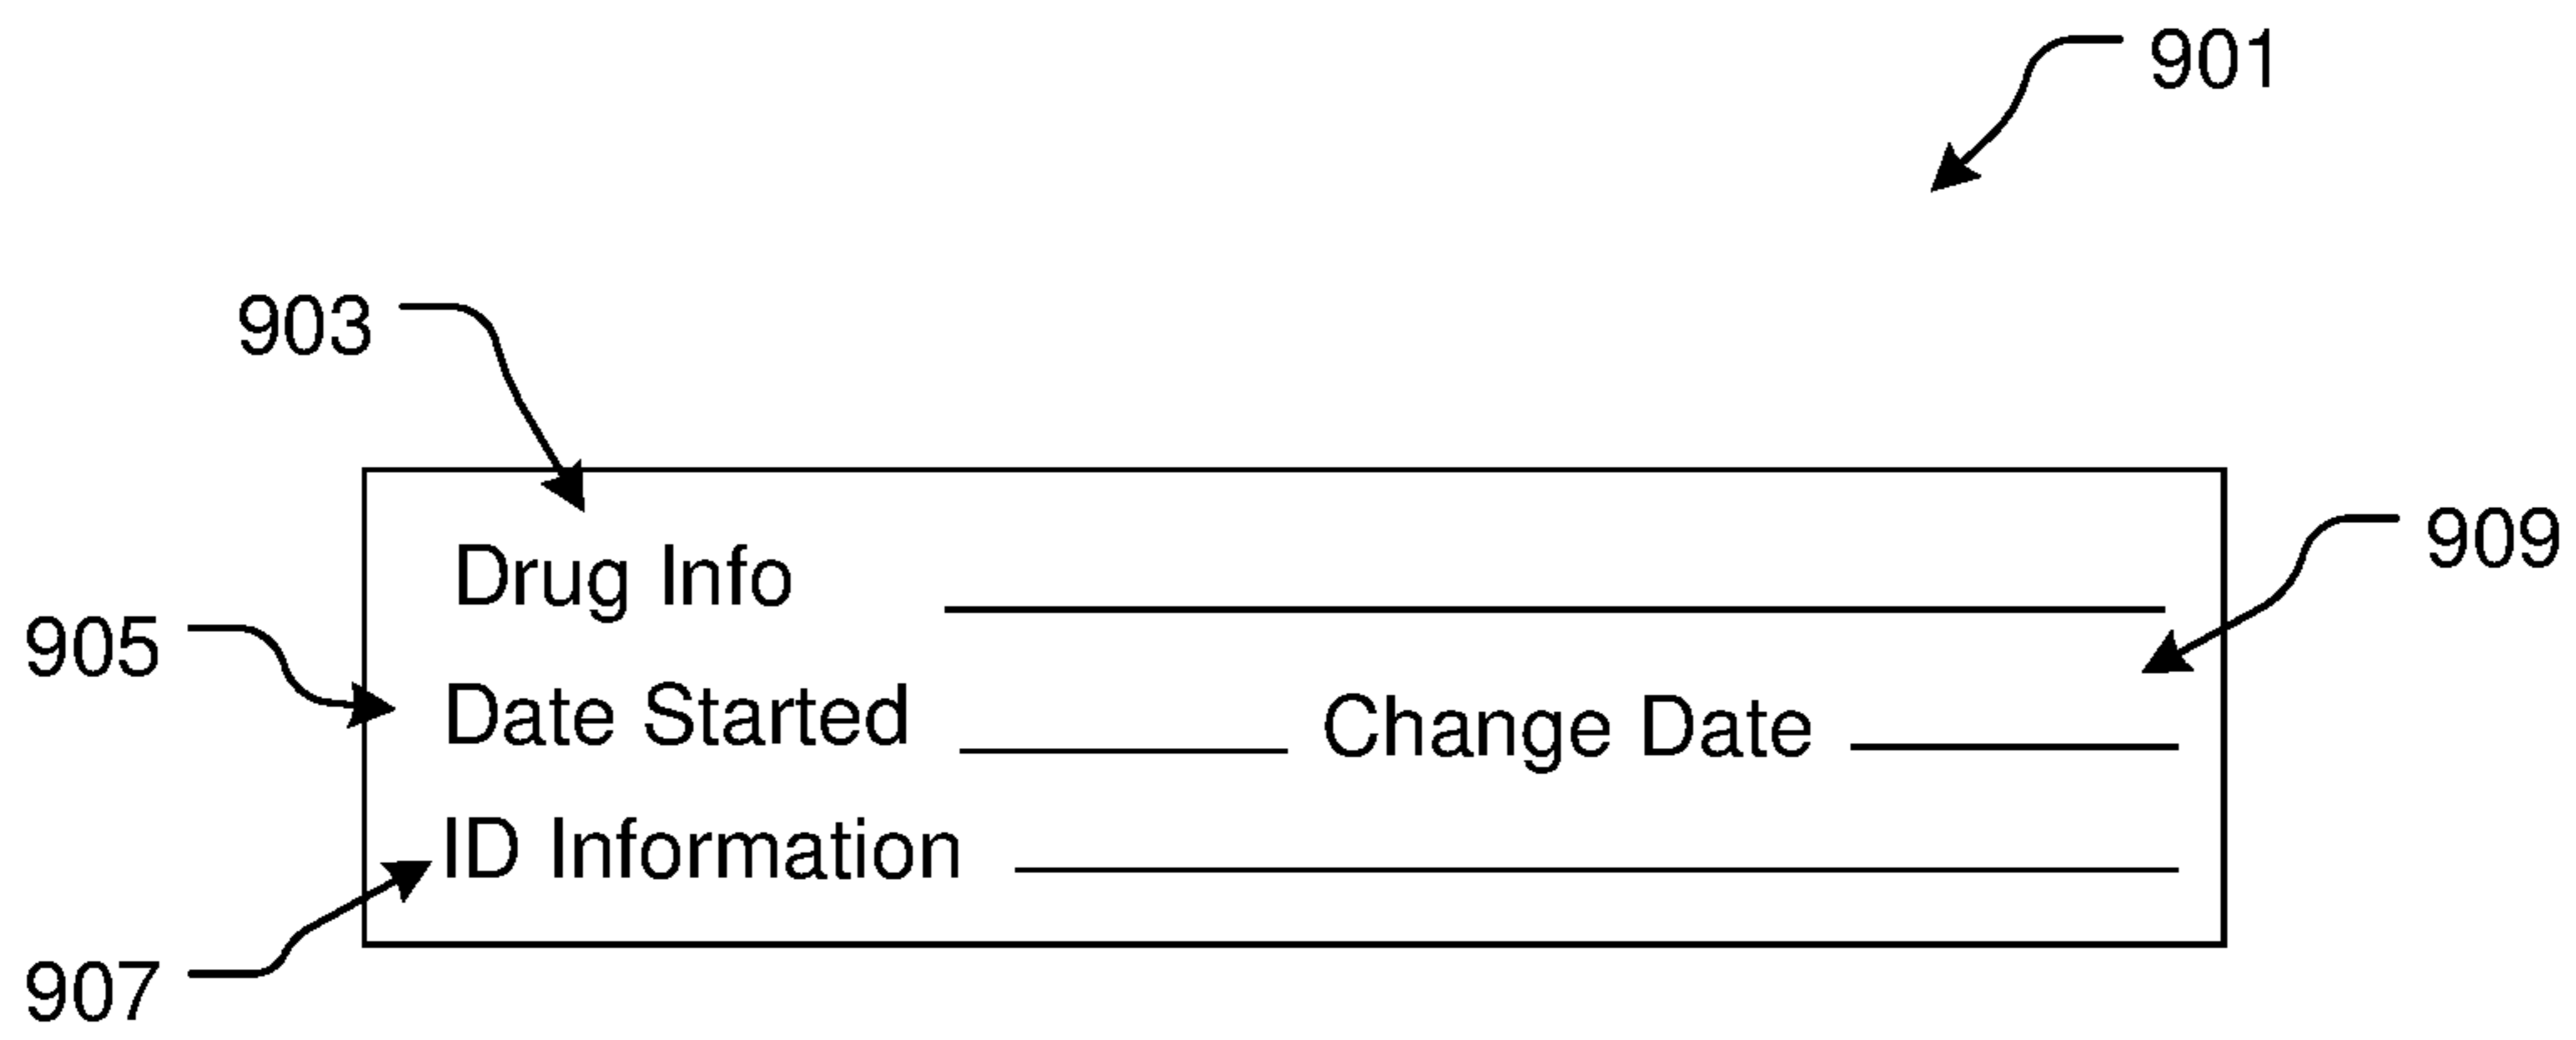 901
903
Drug Info
909
905
Date Started Change Date
ID Information
907